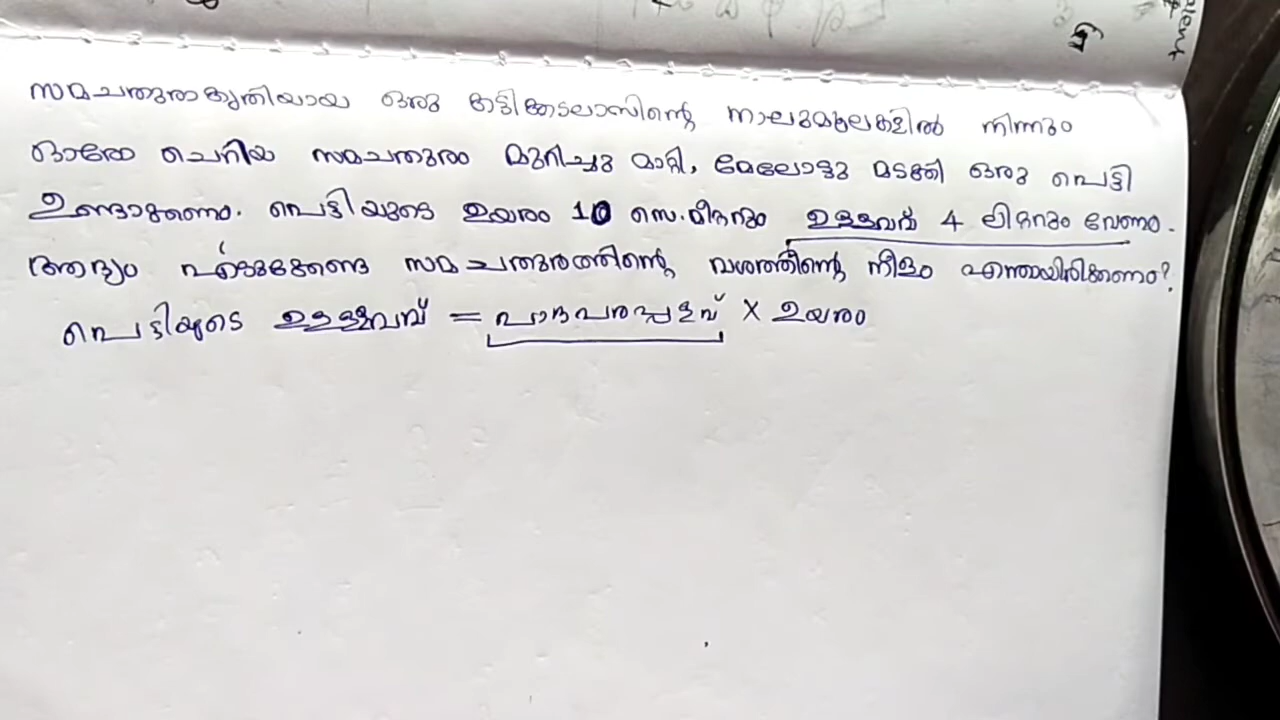 സമചതുരാകൃതിയായ ഒരു കട്ടിക്കടലാസിന്റെ നാലുമൂലകളിൽ നിന്നും
ഓരോ ചെറിയ സമചതുരം മുറിച്ചു മാറ്റി, മേലോട്ടു മടക്കി ഒരു പെട്ടി
ഉണ്ടാക്കണം. പെട്ടിയുടെ ഉയരം 10 സെ.മീറ്ററും ഉള്ളളവ് 4 ലിറ്ററും വേണം.
ആദ്യം എടുക്കേണ്ട സമചതുരത്തിന്റെ വശത്തിന്റെ നീളം എന്തായിരിക്കണം?
പെട്ടിയുടെ ഉള്ളളവ് = പാദപരപ്പളവ് × ഉയരം